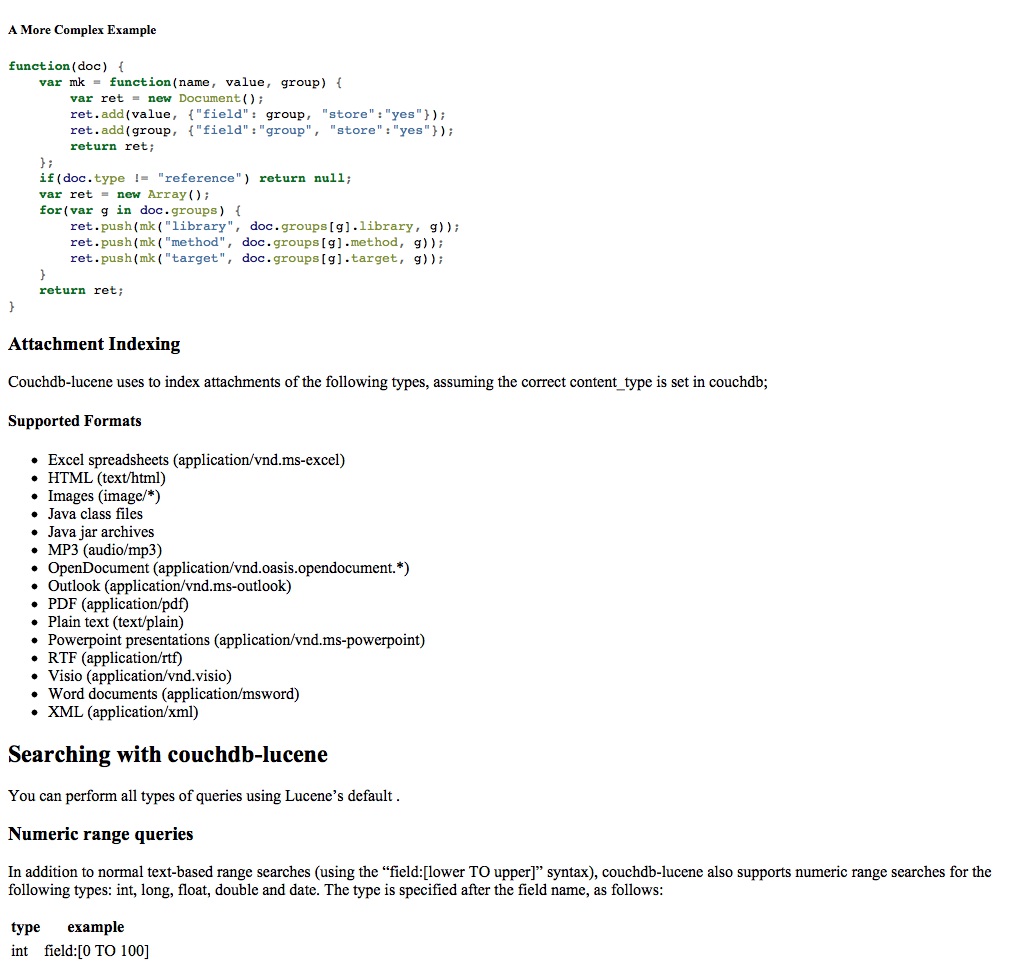 A More Complex Example
function(doc) {
    var mk = function(name, value, group) {
        var ret = new Document();
        ret.add(value, {"field": group, "store":"yes"});
        ret.add(group, {"field":"group", "store":"yes"});
        return ret;
    };
    if(doc.type != "reference") return null;
    var ret = new Array();
    for(var g in doc.groups) {
        ret.push(mk("library", doc.groups[g].library, g));
        ret.push(mk("method", doc.groups[g].method, g));
        ret.push(mk("target", doc.groups[g].target, g));
    }
    return ret;
}
Attachment Indexing
Couchdb-lucene uses to index attachments of the following types, assuming the correct content_type is set in couchdb;
Supported Formats
• Excel spreadsheets (application/vnd.ms-excel)
• HTML (text/html)
• Images (image/*)
• Java class files
• Java jar archives
• MP3 (audio/mp3)
• OpenDocument (application/vnd.oasis.opendocument.*)
• Outlook (application/vnd.ms-outlook)
• PDF (application/pdf)
• Plain text (text/plain)
• Powerpoint presentations (application/vnd.ms-powerpoint)
• RTF (application/rtf)
• Visio (application/vnd.visio)
• Word documents (application/msword)
• XML (application/xml)
Searching with couchdb-lucene
You can perform all types of queries using Lucene’s default .
Numeric range queries
In addition to normal text-based range searches (using the “field:[lower TO upper]” syntax), couchdb-lucene also supports numeric range searches for the
following types: int, long, float, double and date. The type is specified after the field name, as follows:
type example
int field:[0 TO 100]